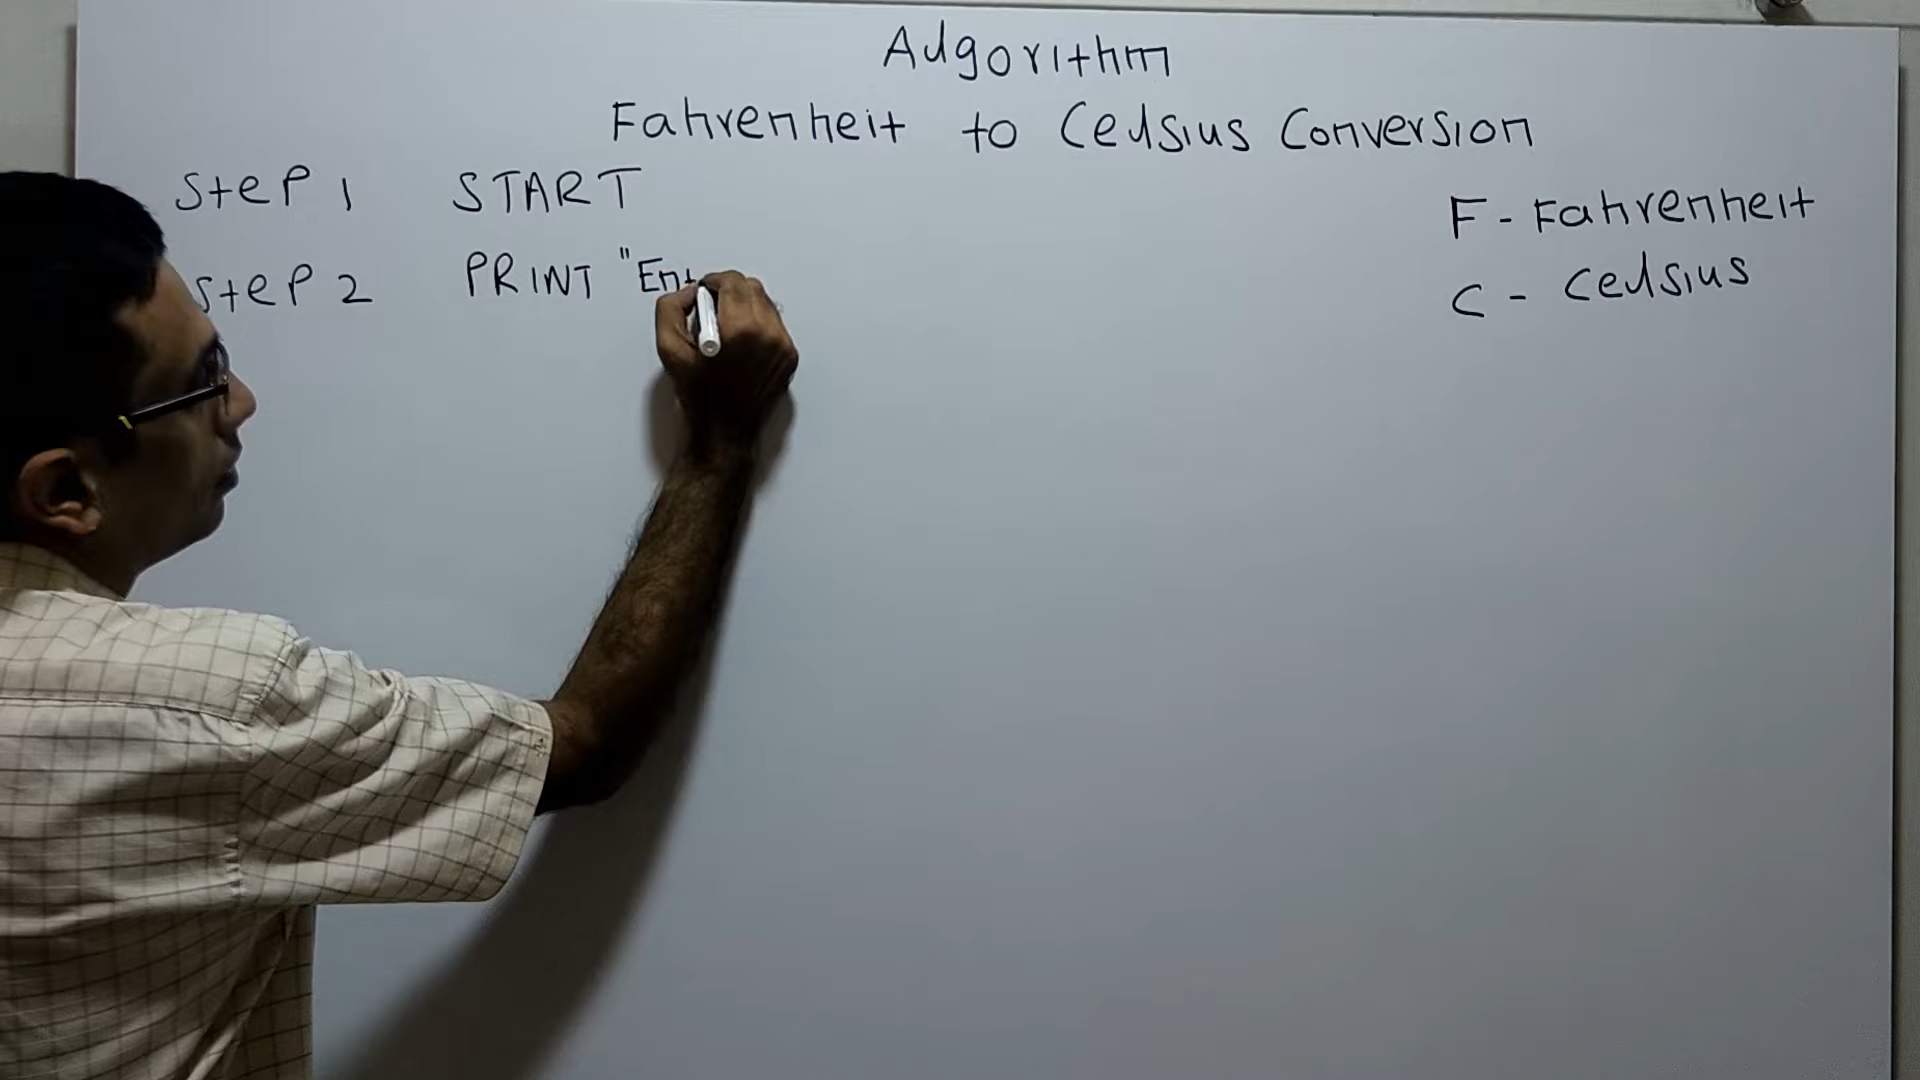 Algorithm
Fahrenheit to Celsius Conversion
Step 1 START
F - Fahrenheit
Step 2 PRINT "Ent
C - Celsius